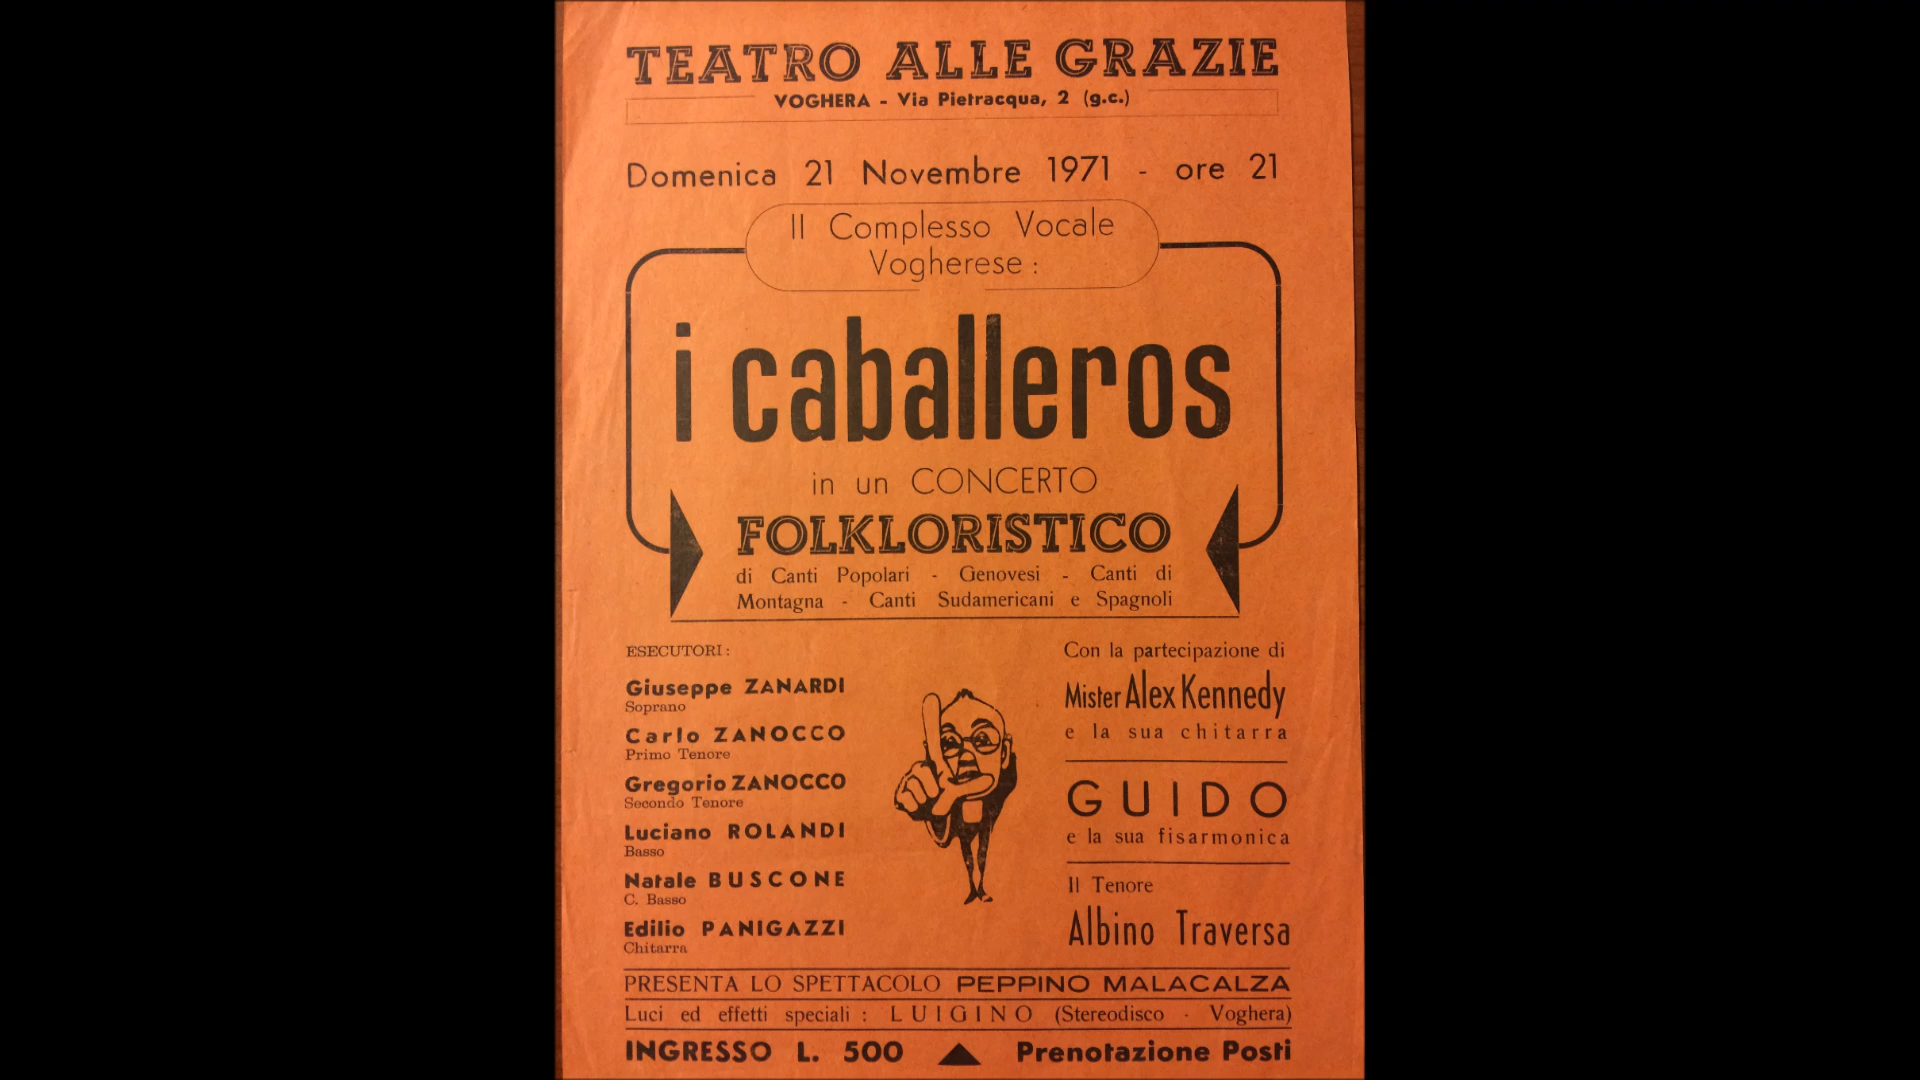 TEATRO ALLE GRAZIE
VOGHERA - Via Pietracqua, 2 (g.c.)
Domenica 21 Novembre 1971 - ore 21
Il Complesso Vocale
Vogherese :
i caballeros
in un CONCERTO
FOLKLORISTICO
di Canti Popolari - Genovesi - Canti di
Montagna - Canti Sudamericani e Spagnoli
ESECUTORI :
Giuseppe ZANARDI
Soprano
Carlo ZANOCCO
Primo Tenore
Gregorio ZANOCCO
Secondo Tenore
Luciano ROLANDI
Basso
Natale BUSCONE
C. Basso
Edilio PANIGAZZI
Chitarra
Con la partecipazione di
Mister Alex Kennedy
e la sua chitarra
GUIDO
e la sua fisarmonica
Il Tenore
Albino Traversa
PRESENTA LO SPETTACOLO PEPPINO MALACALZA
Luci ed effetti speciali : LUIGINO (Stereodisco - Voghera)
INGRESSO L. 500 Prenotazione Posti